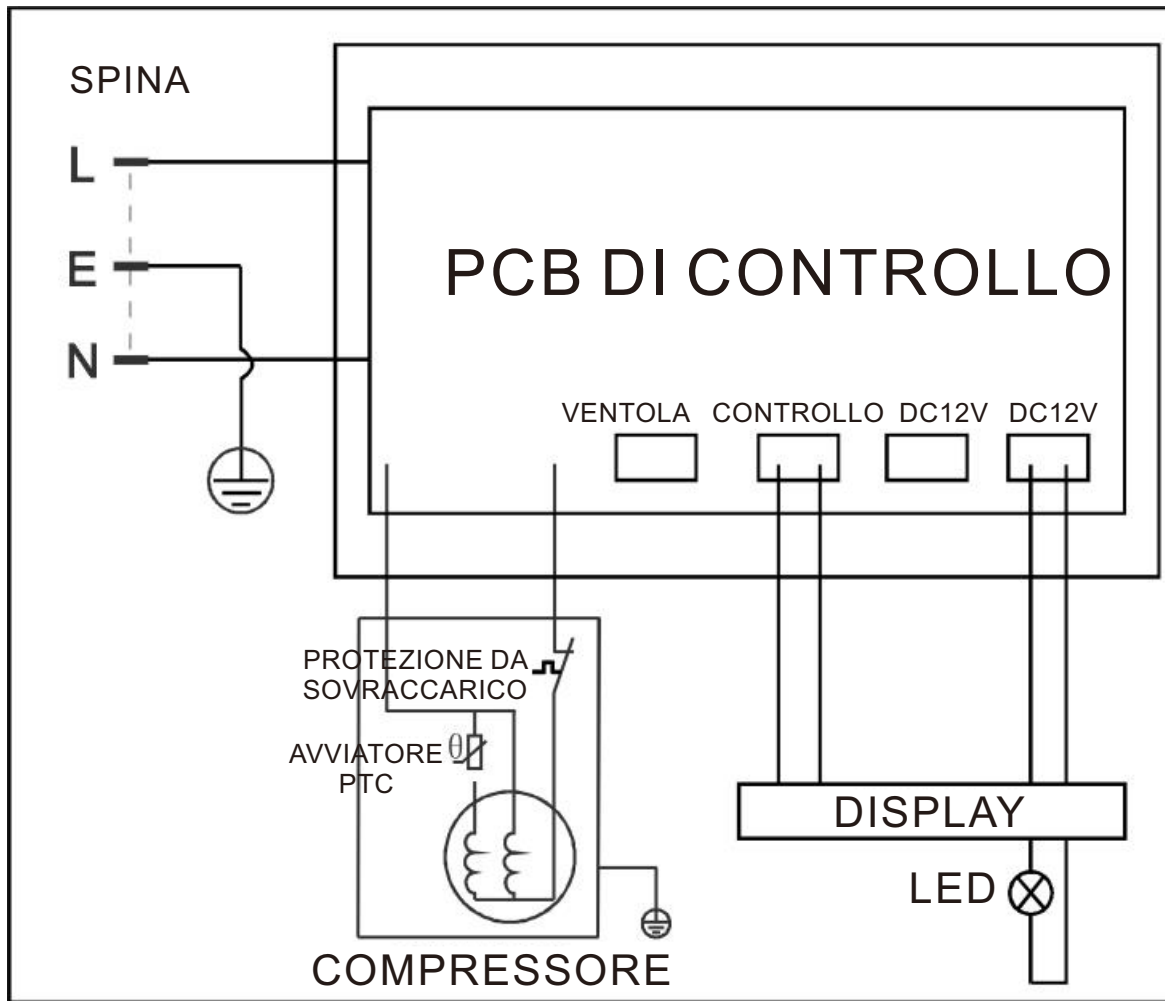 SPINA
L
E
N
PCB DI CONTROLLO
VENTOLA CONTROLLO DC12V DC12V
PROTEZIONE DA
SOVRACCARICO
AVVIATORE θ
PTC
DISPLAY
LED
COMPRESSORE